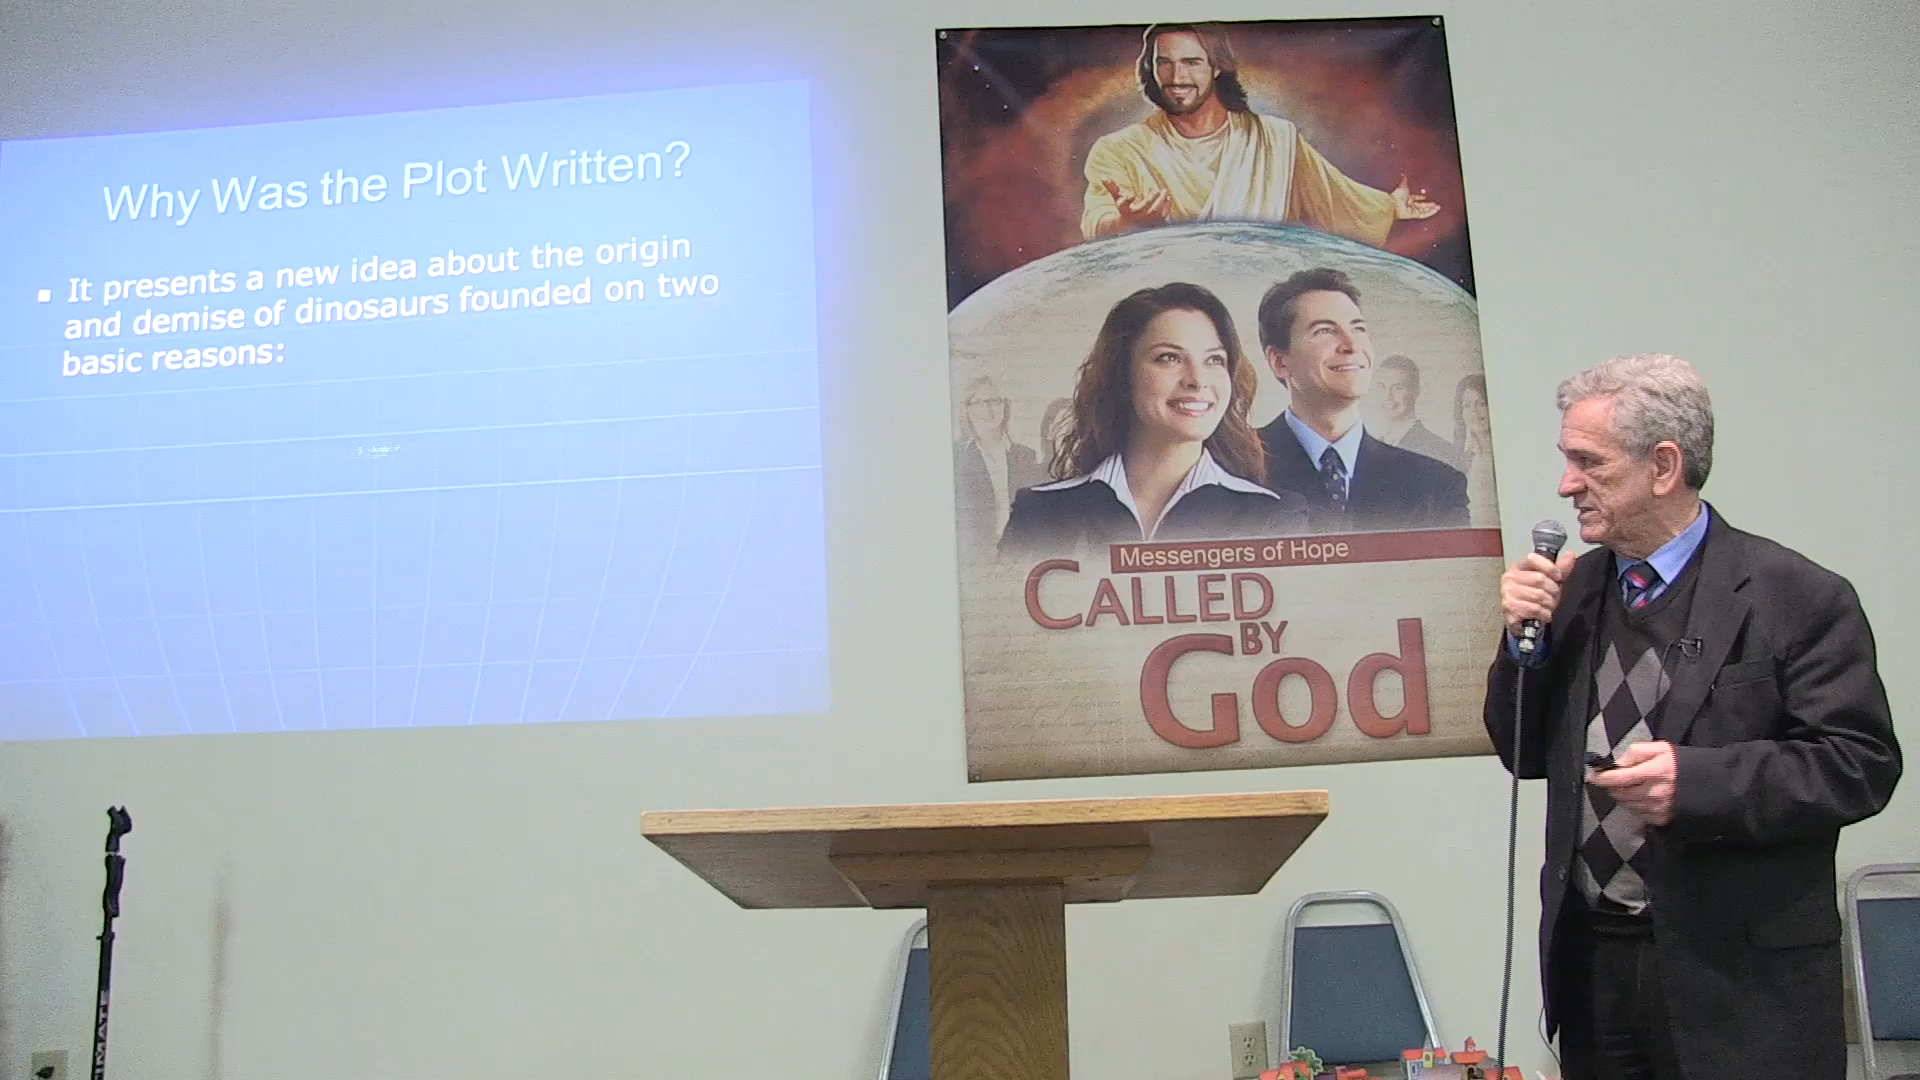 Why Was the Plot Written?
▪ It presents a new idea about the origin
and demise of dinosaurs founded on two
basic reasons:
Messengers of Hope
CALLED
BY
God
IMATE